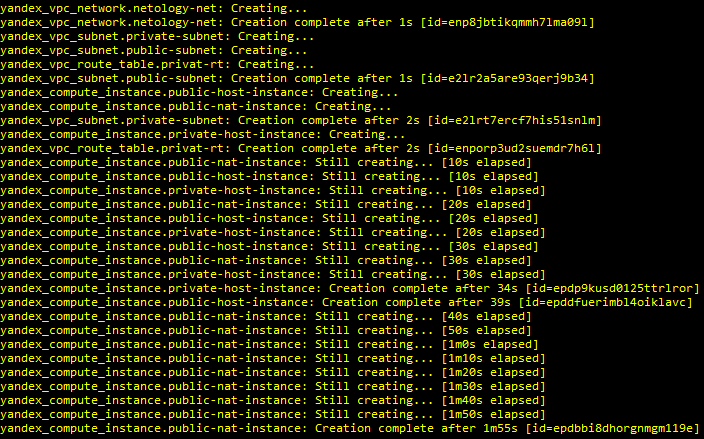 yandex_vpc_network.netology-net: Creating...
yandex_vpc_network.netology-net: Creation complete after 1s [id=enp8jbtikqmmh7lma09l]
yandex_vpc_subnet.private-subnet: Creating...
yandex_vpc_subnet.public-subnet: Creating...
yandex_vpc_route_table.privat-rt: Creating...
yandex_vpc_subnet.public-subnet: Creation complete after 1s [id=e2lr2a5are93qerj9b34]
yandex_compute_instance.public-host-instance: Creating...
yandex_compute_instance.public-nat-instance: Creating...
yandex_vpc_subnet.private-subnet: Creation complete after 2s [id=e2lrt7ercf7his51snlm]
yandex_compute_instance.private-host-instance: Creating...
yandex_vpc_route_table.privat-rt: Creation complete after 2s [id=enporp3ud2suemdr7h6l]
yandex_compute_instance.public-nat-instance: Still creating... [10s elapsed]
yandex_compute_instance.public-host-instance: Still creating... [10s elapsed]
yandex_compute_instance.private-host-instance: Still creating... [10s elapsed]
yandex_compute_instance.public-nat-instance: Still creating... [20s elapsed]
yandex_compute_instance.public-host-instance: Still creating... [20s elapsed]
yandex_compute_instance.private-host-instance: Still creating... [20s elapsed]
yandex_compute_instance.public-host-instance: Still creating... [30s elapsed]
yandex_compute_instance.public-nat-instance: Still creating... [30s elapsed]
yandex_compute_instance.private-host-instance: Still creating... [30s elapsed]
yandex_compute_instance.private-host-instance: Creation complete after 34s [id=epdp9kusd0125ttrlror]
yandex_compute_instance.public-host-instance: Creation complete after 39s [id=epddfuerimbl4oiklavc]
yandex_compute_instance.public-nat-instance: Still creating... [40s elapsed]
yandex_compute_instance.public-nat-instance: Still creating... [50s elapsed]
yandex_compute_instance.public-nat-instance: Still creating... [1m0s elapsed]
yandex_compute_instance.public-nat-instance: Still creating... [1m10s elapsed]
yandex_compute_instance.public-nat-instance: Still creating... [1m20s elapsed]
yandex_compute_instance.public-nat-instance: Still creating... [1m30s elapsed]
yandex_compute_instance.public-nat-instance: Still creating... [1m40s elapsed]
yandex_compute_instance.public-nat-instance: Still creating... [1m50s elapsed]
yandex_compute_instance.public-nat-instance: Creation complete after 1m55s [id=epdbbi8dhorgnmgm119e]